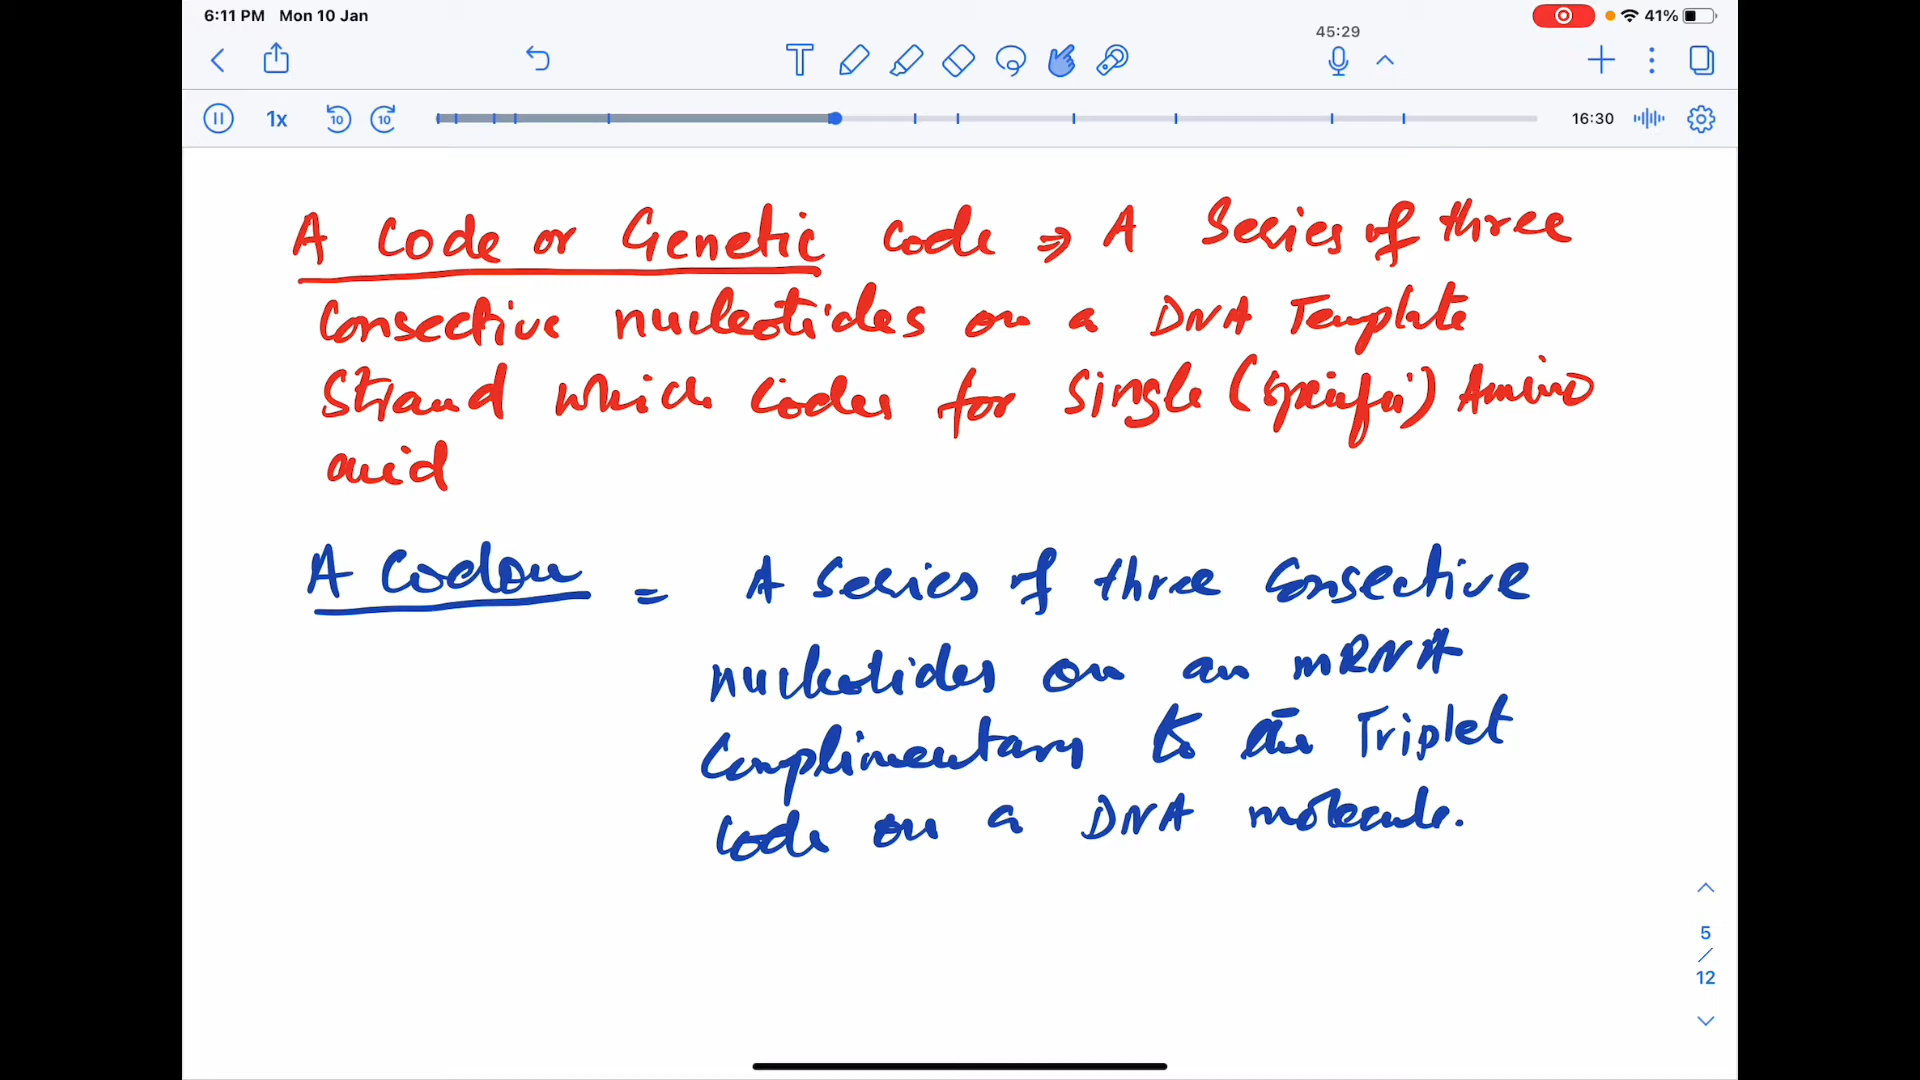 6:11 PM Mon 10 Jan 41%
45:29
T
1x 10 10 16:30
A Code or Genetic code ⇒ A Series of three
Consective nucleotides on a DNA Template
Strand which codes for single (specific) Amino
acid
A Codon = A series of three Consective
nucleotides on an mRNA
Complimentary to the Triplet
code on a DNA molecule.
5
/
12